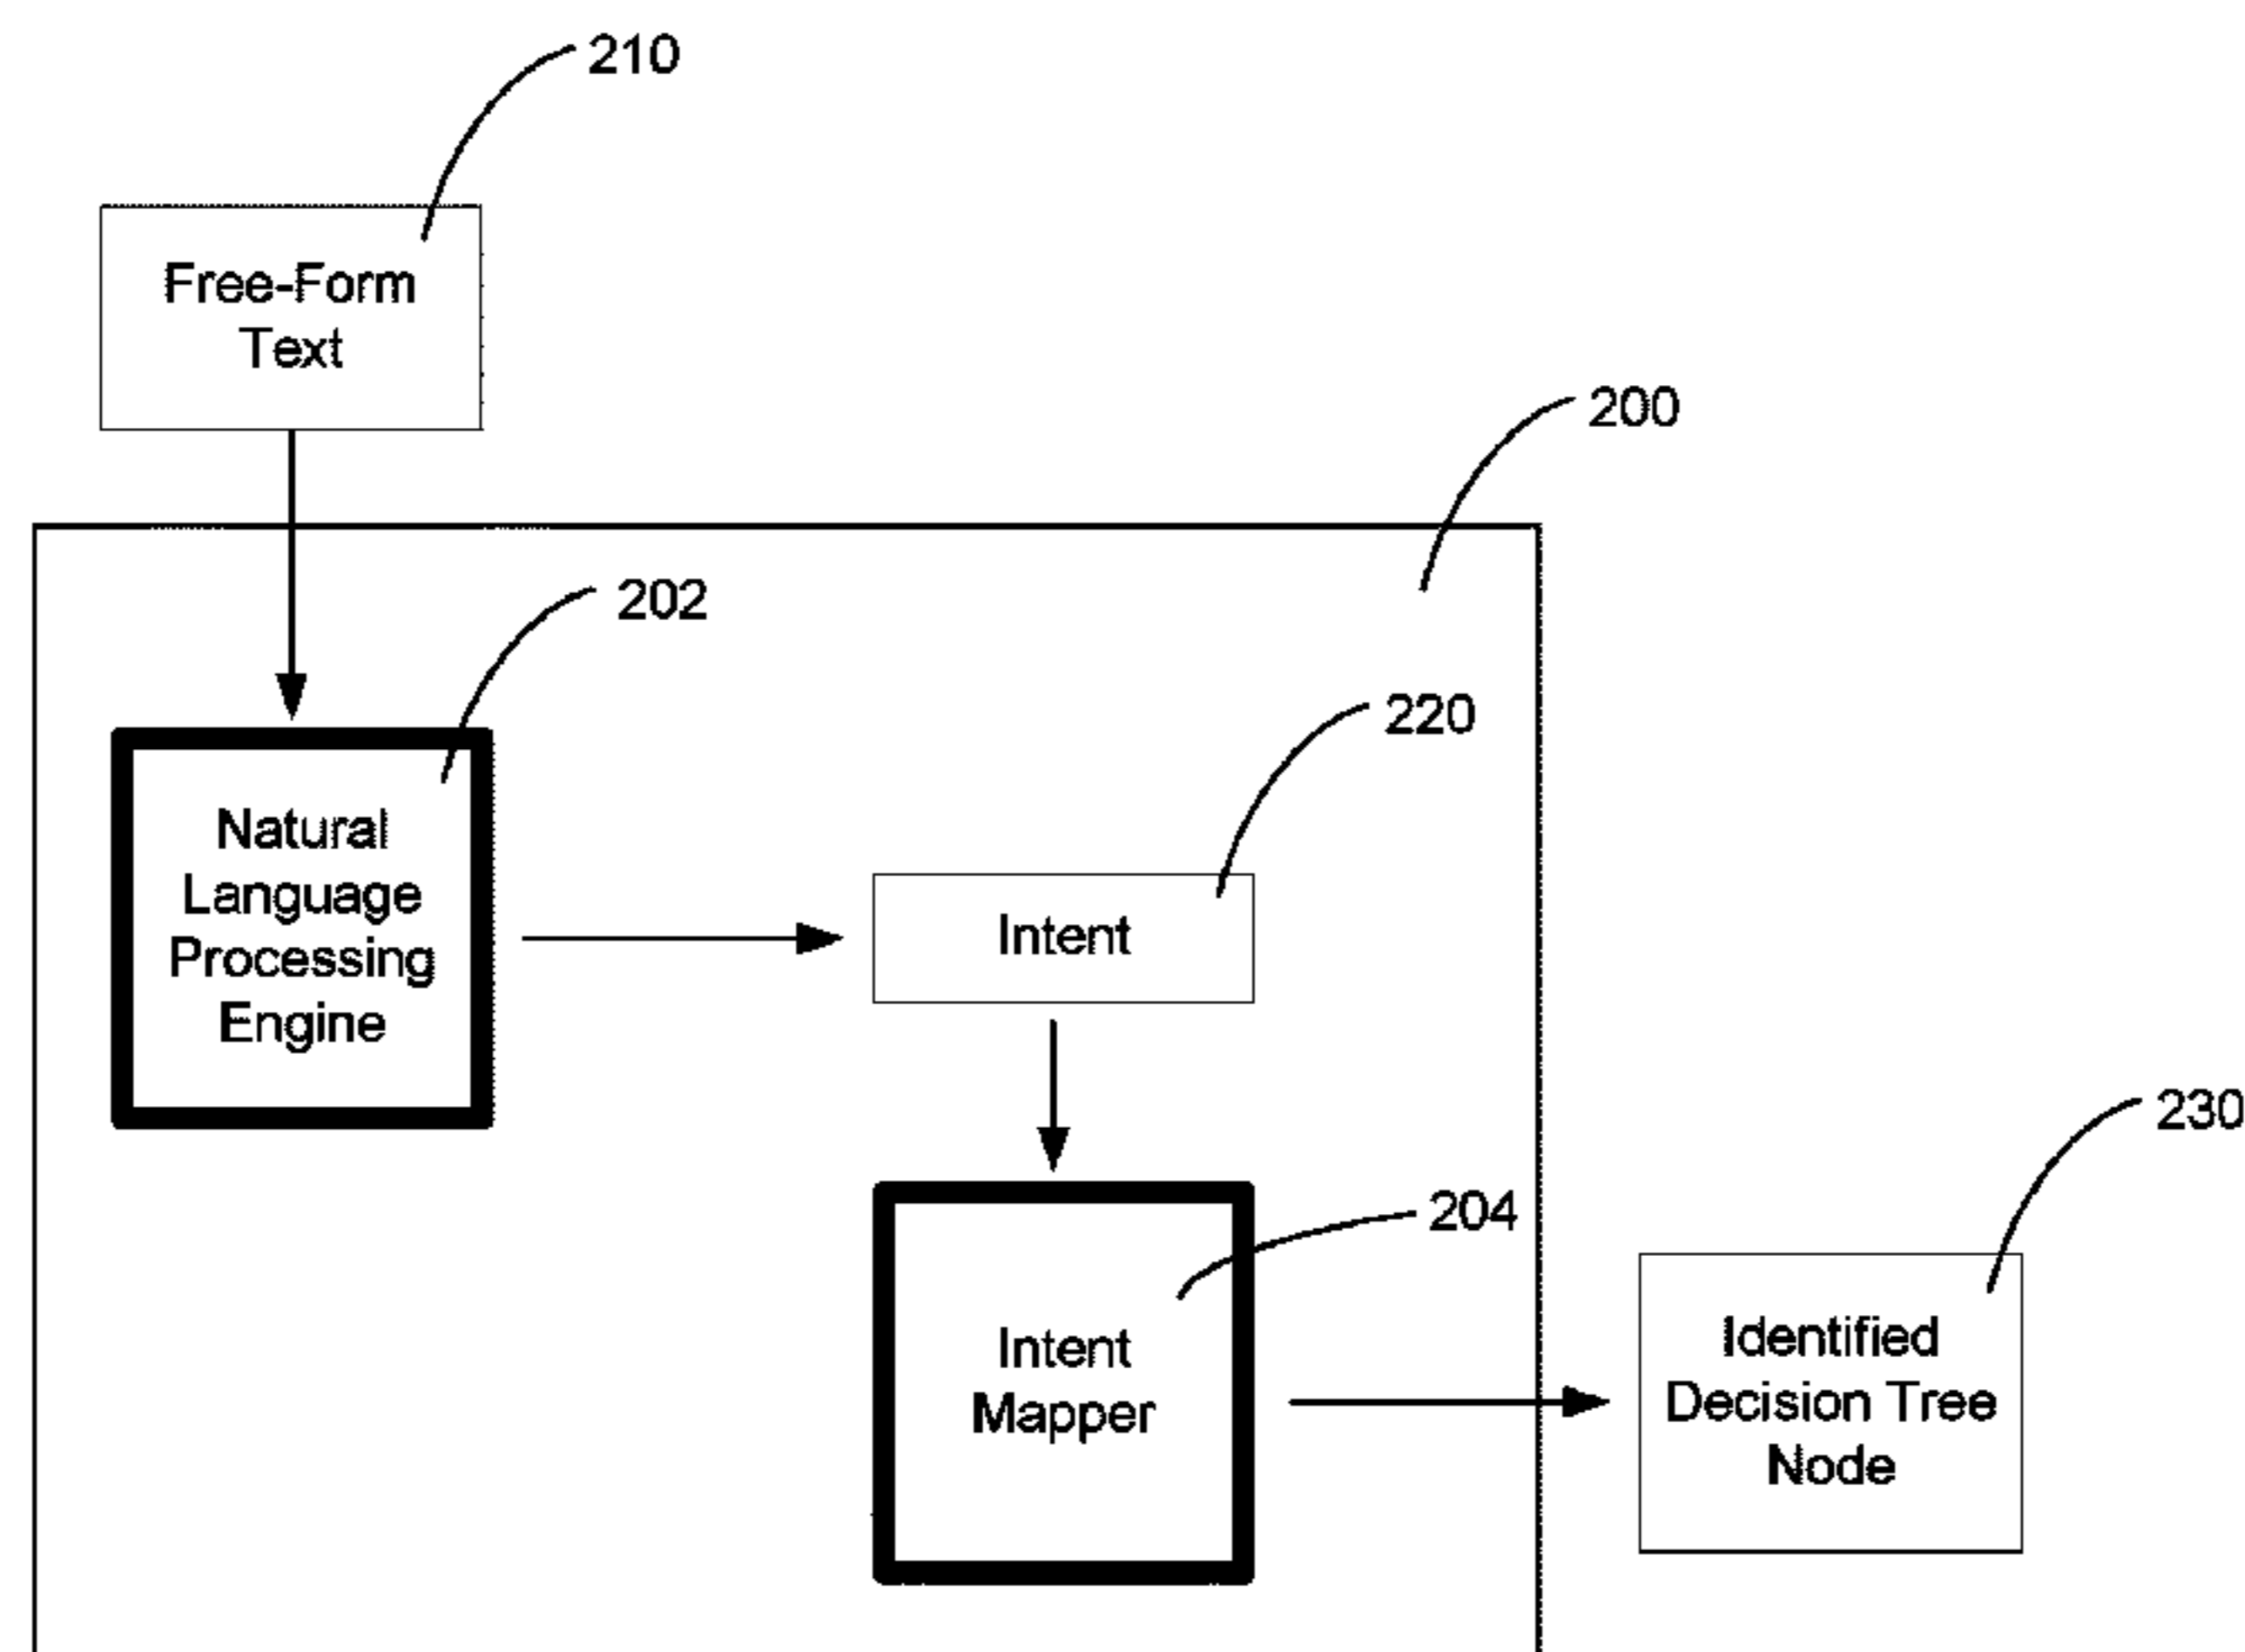 210
Free-Form
Text
200
202
220
Natural
Language
Processing
Engine
Intent
230
204
Intent
Mapper
Identified
Decision Tree
Node